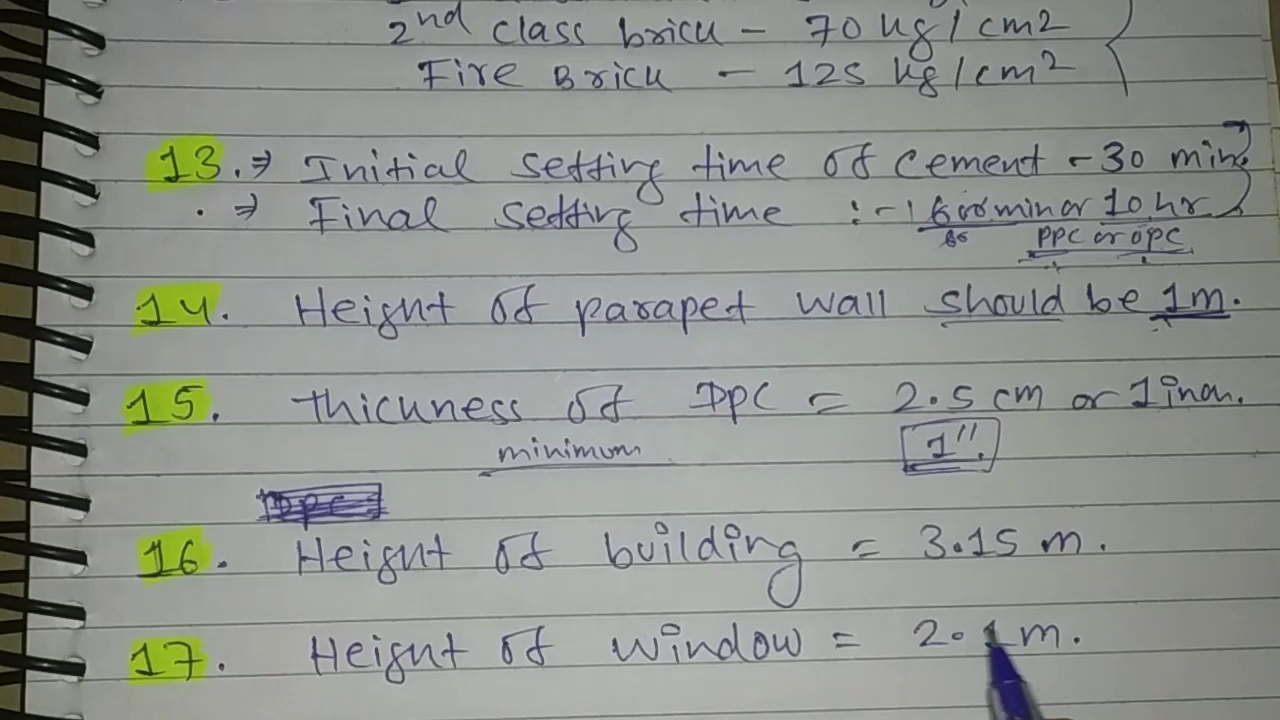 2nd class brick - 70 kg/cm2
Fire Brick - 125 kg/cm2
13. ⇒ Initial setting time of cement - 30 min.
. ⇒ Final setting time :- 600 min or 10 hr
PPC or OPC
14. Height of parapet wall should be 1m.
15. thickness of DPC = 2.5 cm or 1 inch.
minimum 1".
16. Height of building = 3.15 m.
17. Height of window = 2.1m.